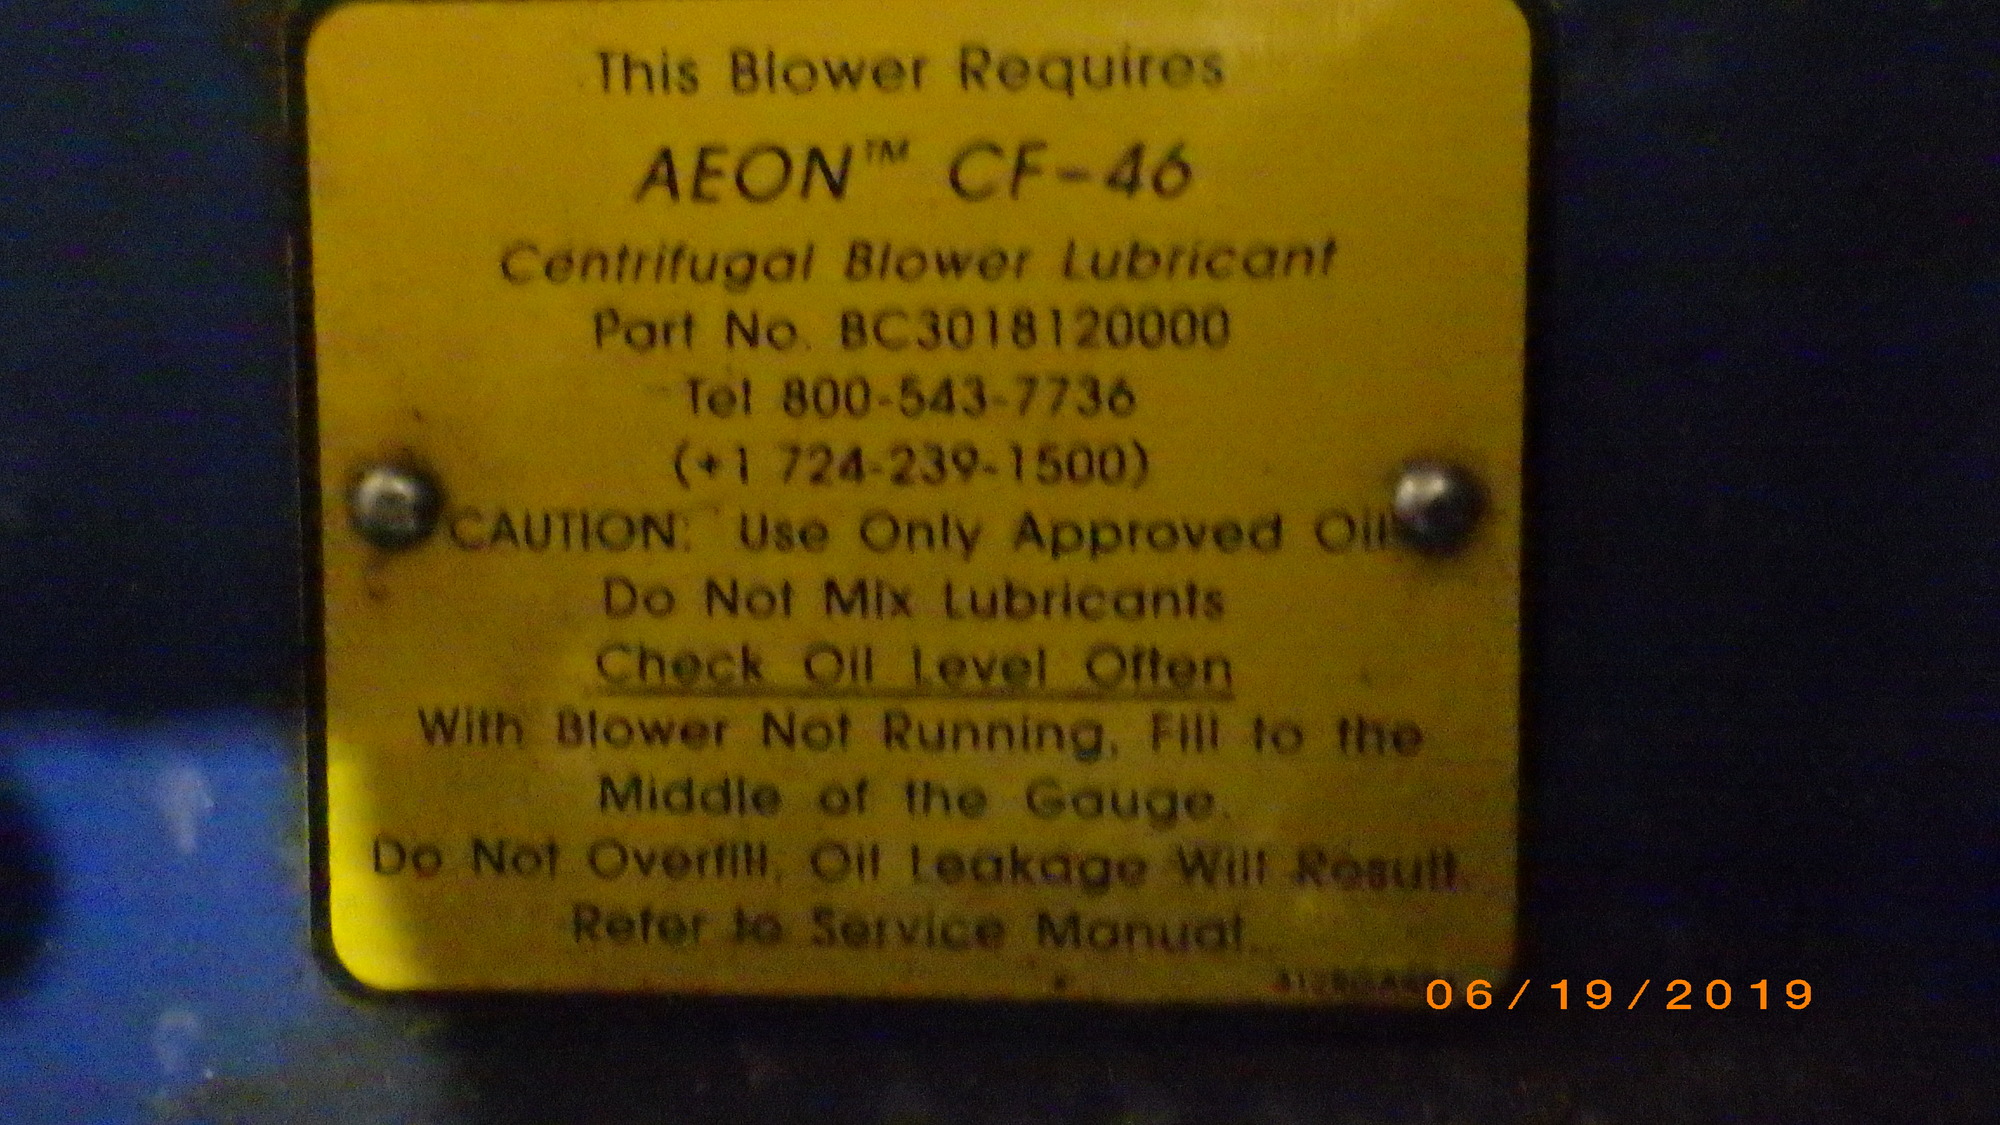 This Blower Requires
AEON™ CF-46
Centrifugal Blower Lubricant
Part No. BC3018120000
Tel 800-543-7736
(+1 724-239-1500)
CAUTION: Use Only Approved Oil
Do Not Mix Lubricants
Check Oil Level Often
With Blower Not Running, Fill to the
Middle of the Gauge.
Do Not Overfill, Oil Leakage Will Result.
Refer to Service Manual.
06/19/2019